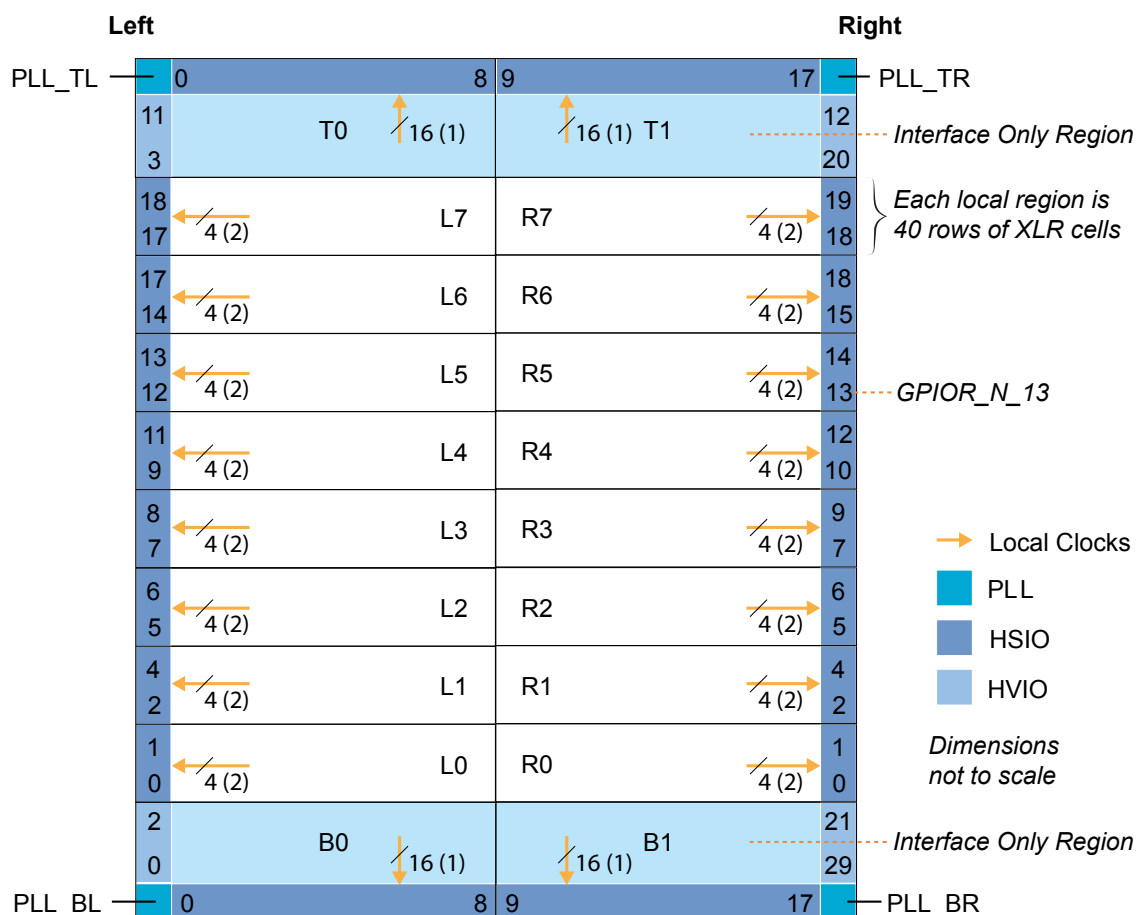 Left
Right
PLL_TL
0
8
9
17
PLL_TR
11
T0
16 (1)
16 (1)
T1
12
Interface Only Region
3
20
18
L7
R7
19
Each local region is
17
4 (2)
4 (2)
18
40 rows of XLR cells
17
L6
R6
18
14
4 (2)
4 (2)
15
13
L5
R5
14
12
4 (2)
4 (2)
13
GPIOR_N_13
11
L4
R4
12
9
4 (2)
4 (2)
10
8
L3
R3
9
7
4 (2)
4 (2)
7
Local Clocks
6
L2
R2
6
PLL
5
4 (2)
4 (2)
5
HSIO
4
L1
R1
4
HVIO
2
4 (2)
4 (2)
2
1
L0
R0
1
Dimensions
0
4 (2)
4 (2)
0
not to scale
2
B0
B1
21
Interface Only Region
0
16 (1)
16 (1)
29
PLL_BL
0
8
9
17
PLL_BR